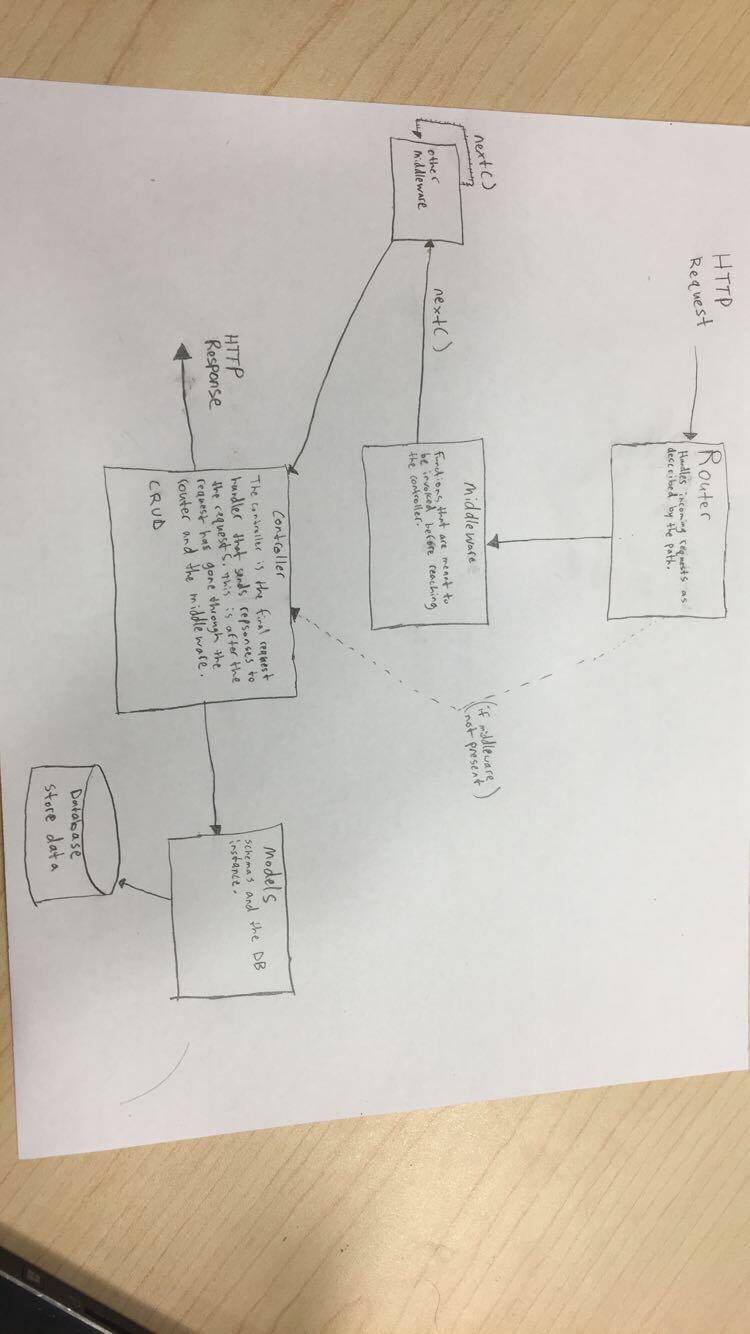 HTTP
Request
Router
Handles incoming requests as
described by the path.
(if middleware
not present)
next()
other
middleware
next()
Middleware
Functions that are meant to
be invoked before reaching
the controller.
Controller
The controller is the final request
handler that sends repsonses to
the requests. This is after the
request has gone through the
router and the middleware.
CRUD
HTTP
Response
Models
schemas and the DB
instance.
Database
store data